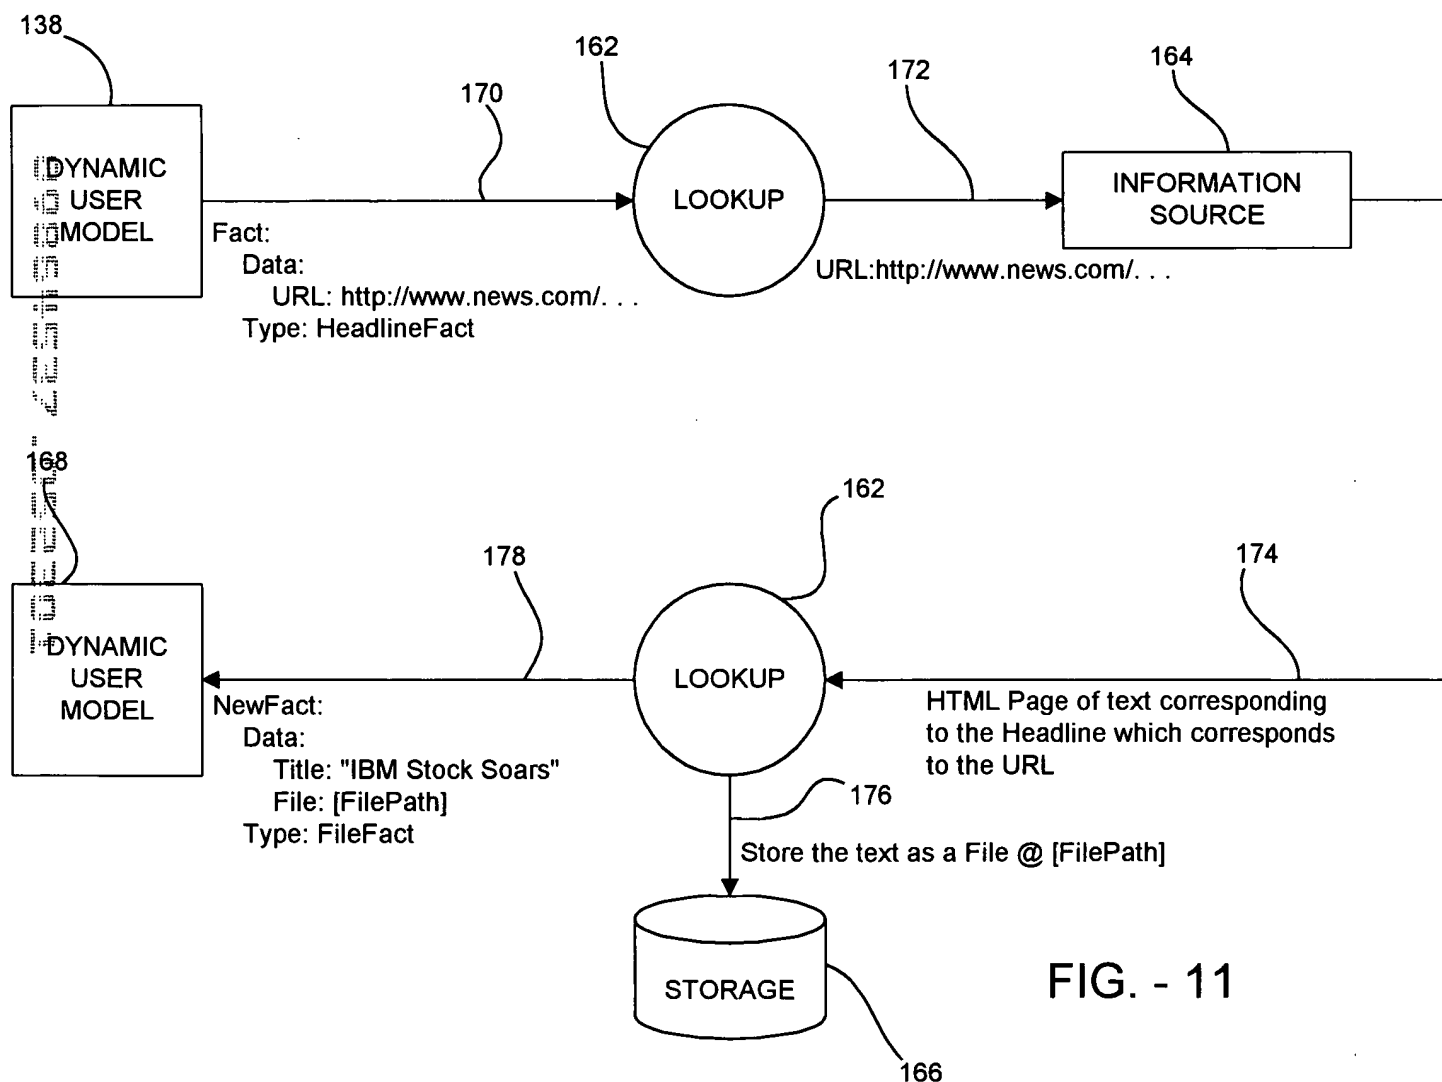 138
162
164
170
172
DYNAMIC
USER
MODEL
LOOKUP
INFORMATION
SOURCE
Fact:
Data:
URL: http://www.news.com/. . .
Type: HeadlineFact
URL:http://www.news.com/. . .
168
162
178
174
DYNAMIC
USER
MODEL
LOOKUP
NewFact:
Data:
Title: "IBM Stock Soars"
File: [FilePath]
Type: FileFact
HTML Page of text corresponding
to the Headline which corresponds
to the URL
176
Store the text as a File @ [FilePath]
STORAGE
166
FIG. - 11